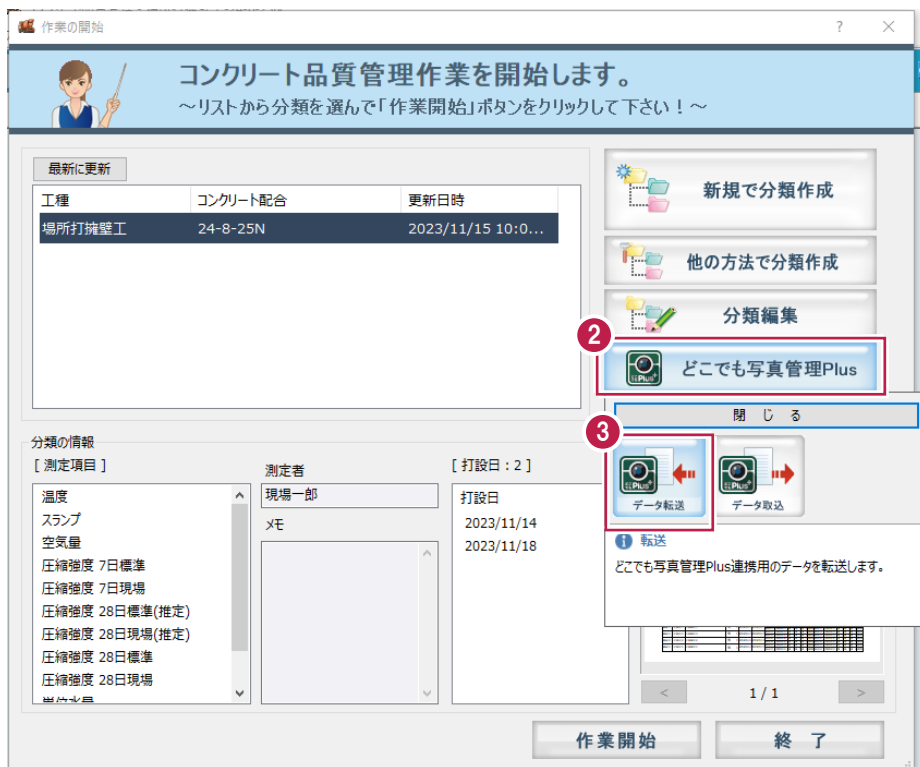 作業の開始
? ×
コンクリート品質管理作業を開始します。
～リストから分類を選んで「作業開始」ボタンをクリックして下さい！～
最新に更新
工種 コンクリート配合 更新日時
場所打擁壁工 24-8-25N 2023/11/15 10:0...
新規で分類作成
他の方法で分類作成
分類編集
2
どこでも写真管理Plus
閉じる
3
データ転送
データ取込
転送
どこでも写真管理Plus連携用のデータを転送します。
分類の情報
[ 測定項目 ]
温度
スランプ
空気量
圧縮強度 7日標準
圧縮強度 7日現場
圧縮強度 28日標準(推定)
圧縮強度 28日現場(推定)
圧縮強度 28日標準
圧縮強度 28日現場
単位水量
測定者
現場一郎
メモ
[ 打設日：2 ]
打設日
2023/11/14
2023/11/18
< 1 / 1 >
作業開始
終了